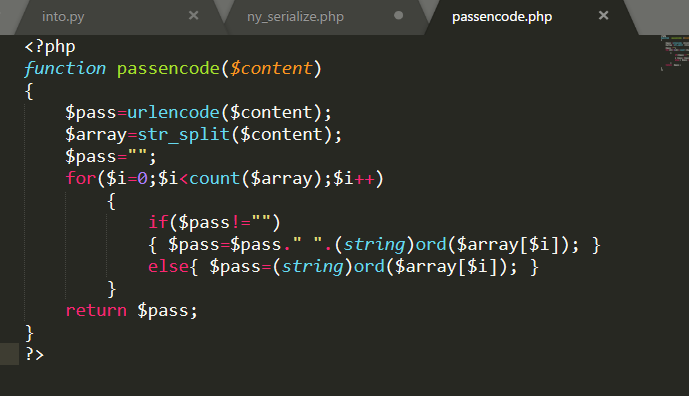 into.py ny_serialize.php passencode.php
<?php
function passencode($content)
{
    $pass=urlencode($content);
    $array=str_split($content);
    $pass="";
    for($i=0;$i<count($array);$i++)
        {
            if($pass!="")
            { $pass=$pass." ".(string)ord($array[$i]); }
            else{ $pass=(string)ord($array[$i]); }
        }
    return $pass;
}
?>